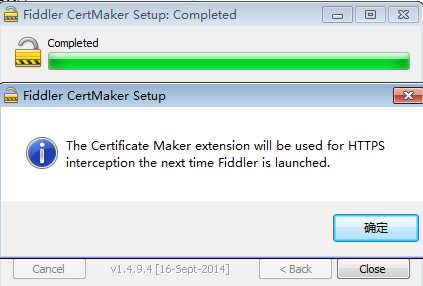 Fiddler CertMaker Setup: Completed
Completed
Fiddler CertMaker Setup
The Certificate Maker extension will be used for HTTPS
interception the next time Fiddler is launched.
确定
Cancel
v1.4.9.4 [16-Sept-2014]
< Back
Close